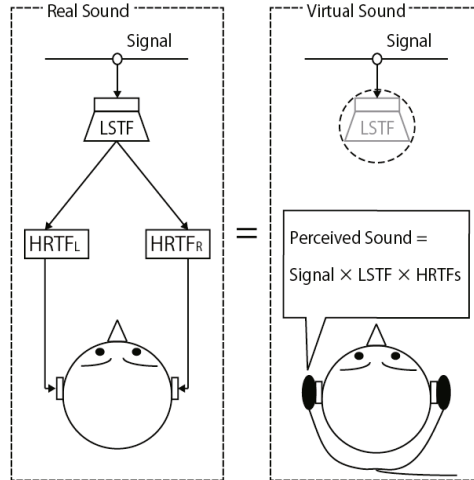 Real Sound
Signal
LSTF
HRTFL
HRTFR
=
Virtual Sound
Signal
LSTF
Perceived Sound =
Signal × LSTF × HRTFs